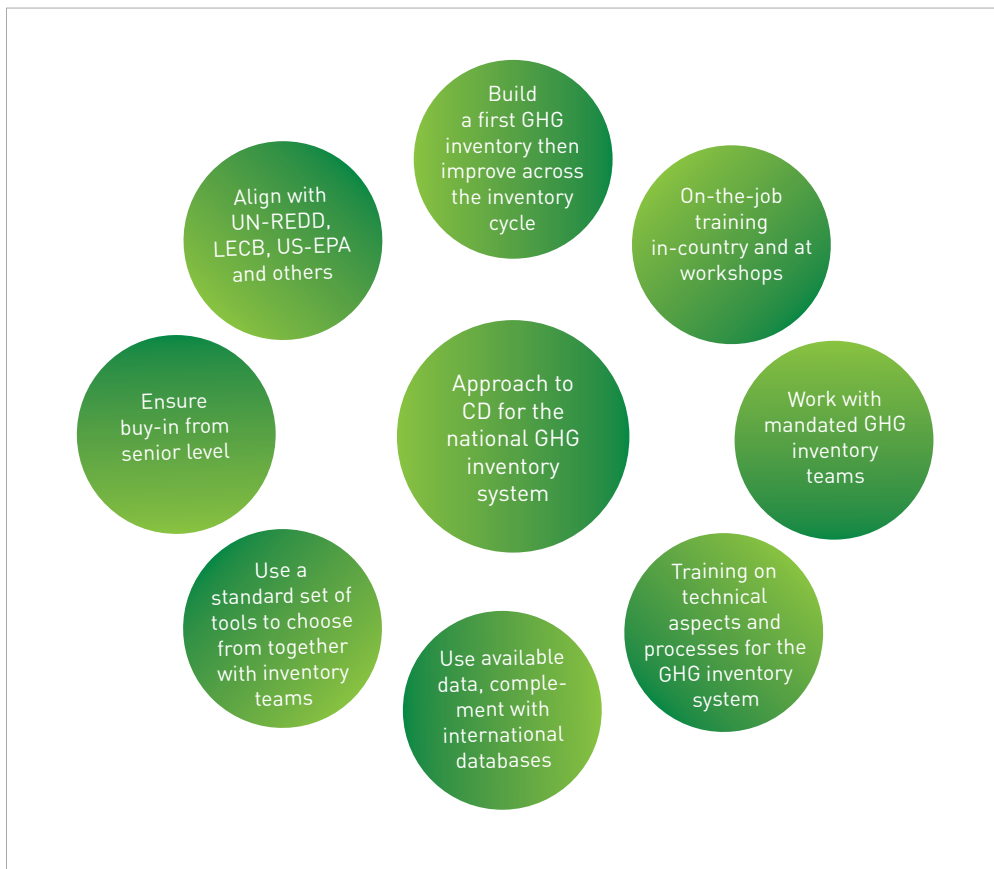 Build
a first GHG
inventory then
improve across
the inventory
cycle
On-the-job
training
in-country and at
workshops
Work with
mandated GHG
inventory
teams
Training on
technical
aspects and
processes for the
GHG inventory
system
Use available
data, comple-
ment with
international
databases
Use a
standard set of
tools to choose
from together
with inventory
teams
Ensure
buy-in from
senior level
Align with
UN-REDD,
LECB, US-EPA
and others
Approach to
CD for the
national GHG
inventory
system